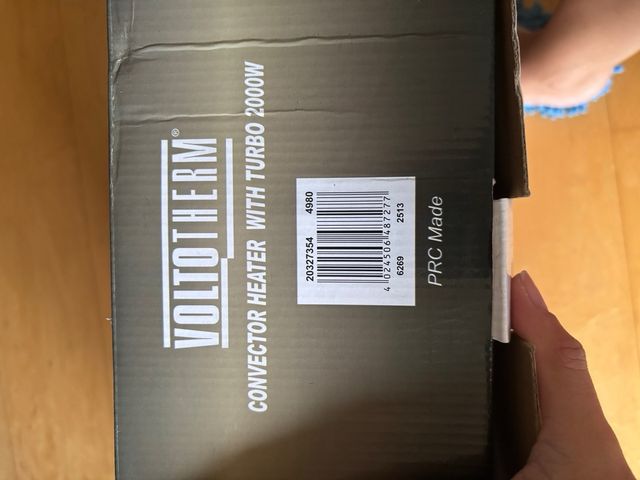 VOLTOTHERM®
CONVECTOR HEATER WITH TURBO 2000W
20327354 4980
4 024506 487277
6269 2513
PRC Made